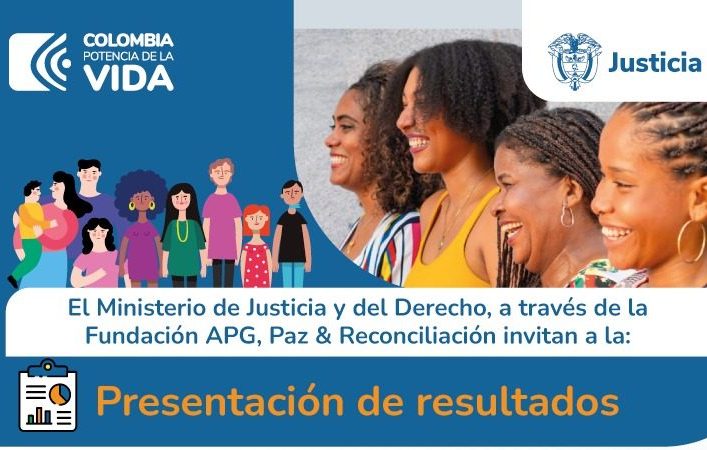 COLOMBIA
POTENCIA DE LA
VIDA
Justicia
El Ministerio de Justicia y del Derecho, a través de la
Fundación APG, Paz & Reconciliación invitan a la:
Presentación de resultados